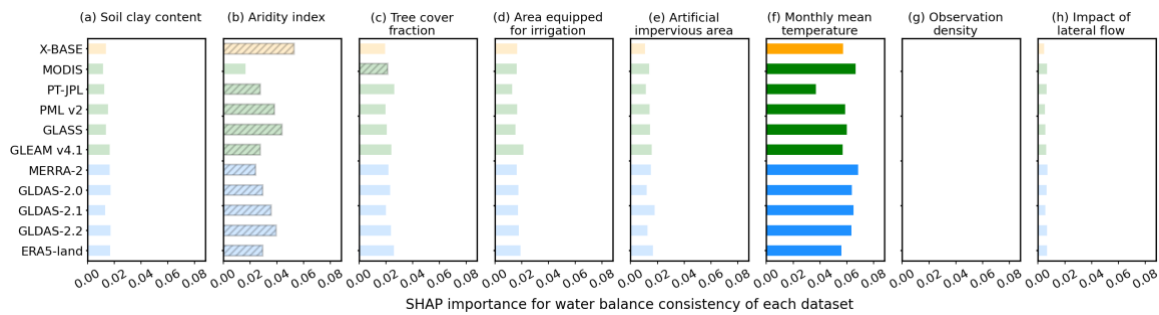 (a) Soil clay content
(b) Aridity index
(c) Tree cover
fraction
(d) Area equipped
for irrigation
(e) Artificial
impervious area
(f) Monthly mean
temperature
(g) Observation
density
(h) Impact of
lateral flow
X-BASE
MODIS
PT-JPL
PML v2
GLASS
GLEAM v4.1
MERRA-2
GLDAS-2.0
GLDAS-2.1
GLDAS-2.2
ERA5-land
0.00 0.02 0.04 0.06 0.08
0.00 0.02 0.04 0.06 0.08
0.00 0.02 0.04 0.06 0.08
0.00 0.02 0.04 0.06 0.08
0.00 0.02 0.04 0.06 0.08
0.00 0.02 0.04 0.06 0.08
0.00 0.02 0.04 0.06 0.08
0.00 0.02 0.04 0.06 0.08
SHAP importance for water balance consistency of each dataset